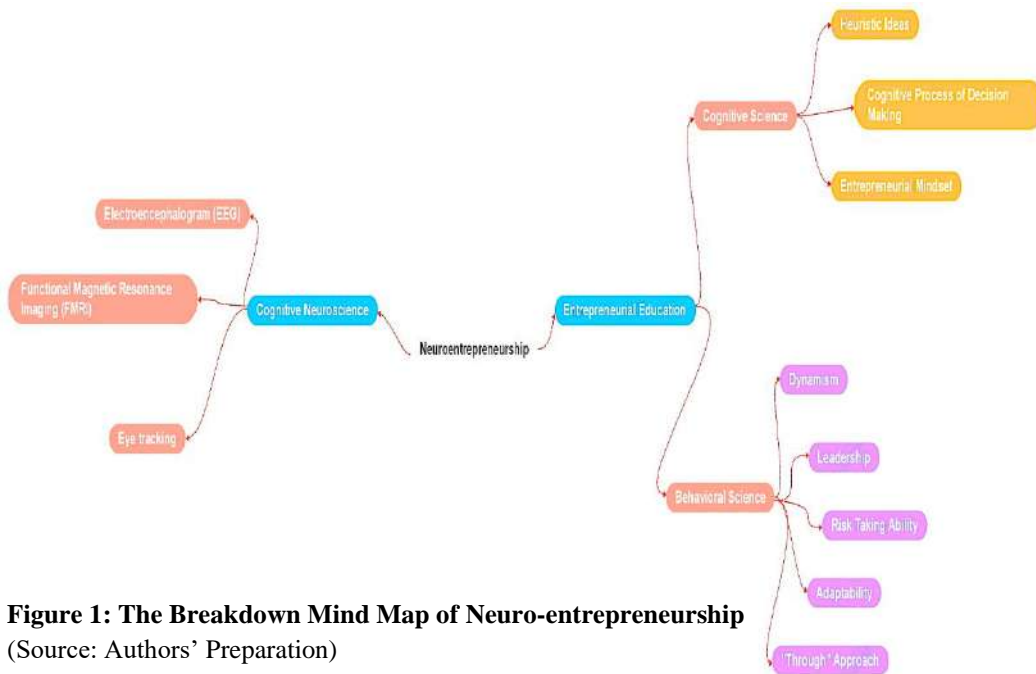 Heuristic Ideas
Cognitive Process of Decision
Making
Cognitive Science
Entrepreneurial Mindset
Electroencephalogram (EEG)
Functional Magnetic Resonance
Imaging (FMRI)
Cognitive Neuroscience
Entrepreneurial Education
Neuroentrepreneurship
Eye tracking
Dynamism
Leadership
Behavioral Science
Risk Taking Ability
Adaptability
"Through" Approach
Figure 1: The Breakdown Mind Map of Neuro-entrepreneurship
(Source: Authors’ Preparation)